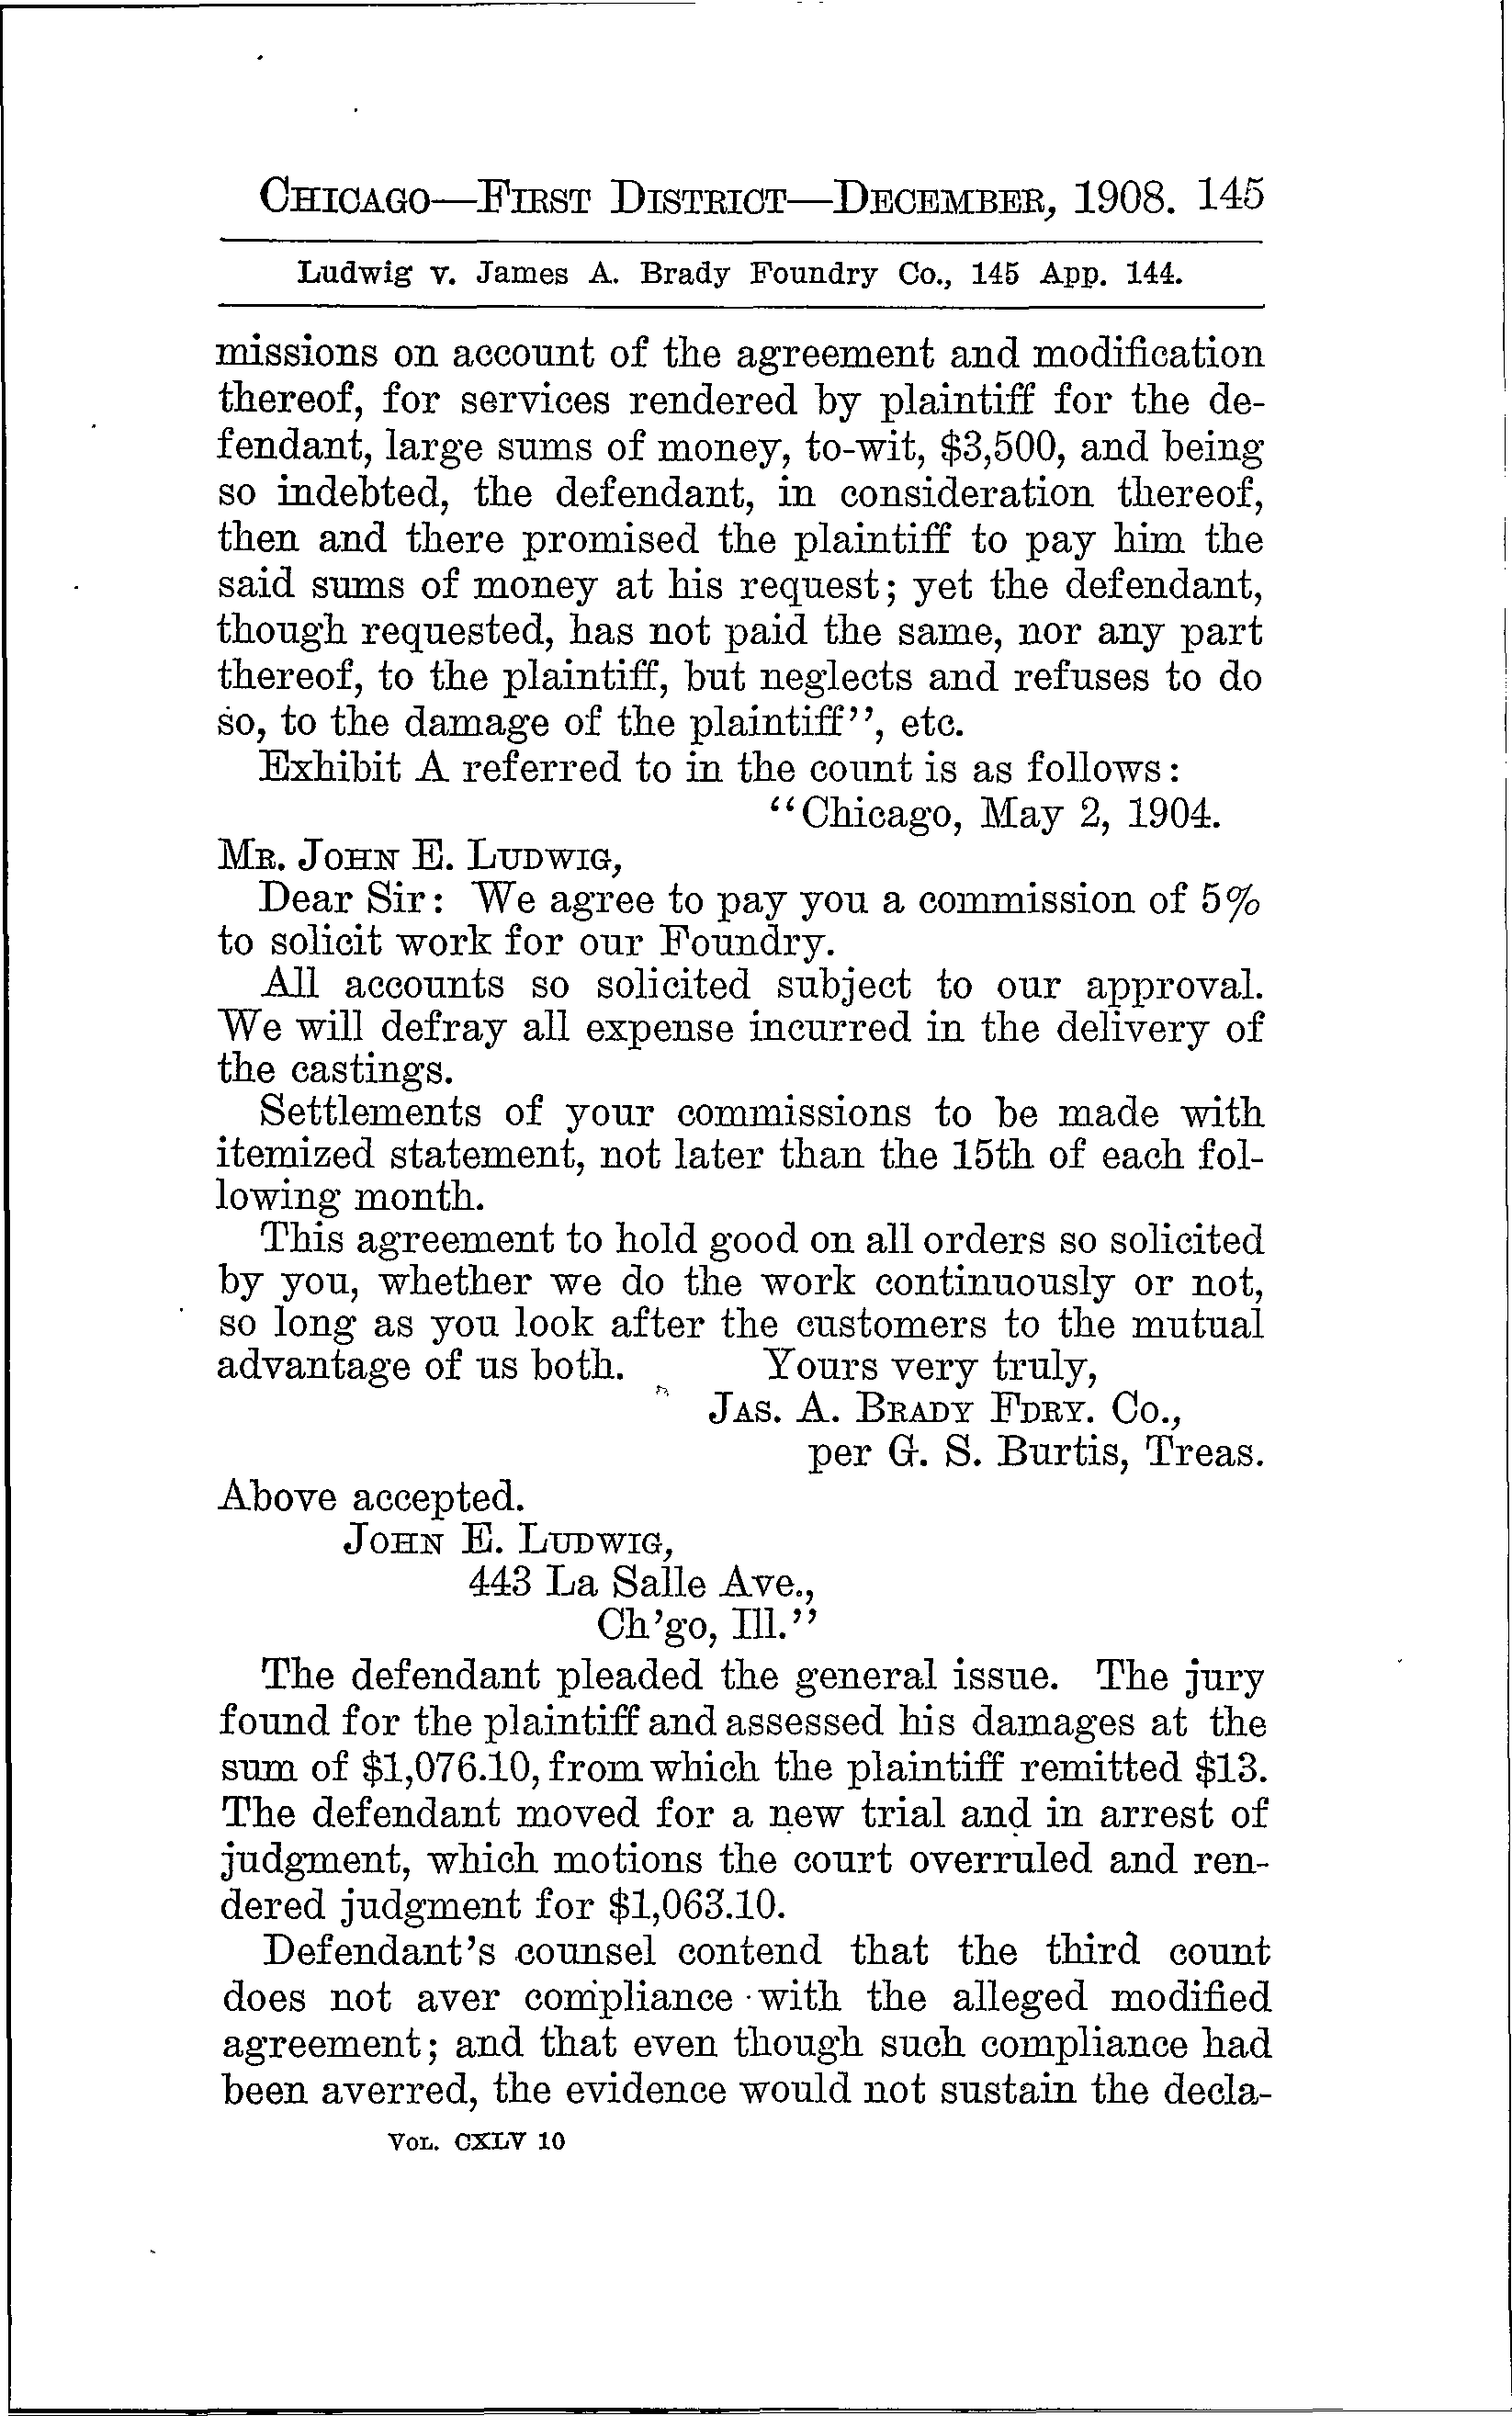 CHICAGO—FIRST DISTRICT—DECEMBER, 1908. 145
Ludwig v. James A. Brady Foundry Co., 145 App. 144.
missions on account of the agreement and modification
thereof, for services rendered by plaintiff for the de-
fendant, large sums of money, to-wit, $3,500, and being
so indebted, the defendant, in consideration thereof,
then and there promised the plaintiff to pay him the
said sums of money at his request; yet the defendant,
though requested, has not paid the same, nor any part
thereof, to the plaintiff, but neglects and refuses to do
so, to the damage of the plaintiff’’, etc.
Exhibit A referred to in the count is as follows:
‘‘Chicago, May 2, 1904.
MR. JOHN E. LUDWIG,
Dear Sir: We agree to pay you a commission of 5%
to solicit work for our Foundry.
All accounts so solicited subject to our approval.
We will defray all expense incurred in the delivery of
the castings.
Settlements of your commissions to be made with
itemized statement, not later than the 15th of each fol-
lowing month.
This agreement to hold good on all orders so solicited
by you, whether we do the work continuously or not,
so long as you look after the customers to the mutual
advantage of us both. Yours very truly,
JAS. A. BRADY FDRY. CO.,
per G. S. Burtis, Treas.
Above accepted.
JOHN E. LUDWIG,
443 La Salle Ave.,
Ch’go, Ill.’’
The defendant pleaded the general issue. The jury
found for the plaintiff and assessed his damages at the
sum of $1,076.10, from which the plaintiff remitted $13.
The defendant moved for a new trial and in arrest of
judgment, which motions the court overruled and ren-
dered judgment for $1,063.10.
Defendant’s counsel contend that the third count
does not aver compliance with the alleged modified
agreement; and that even though such compliance had
been averred, the evidence would not sustain the decla-
VOL. CXLV 10